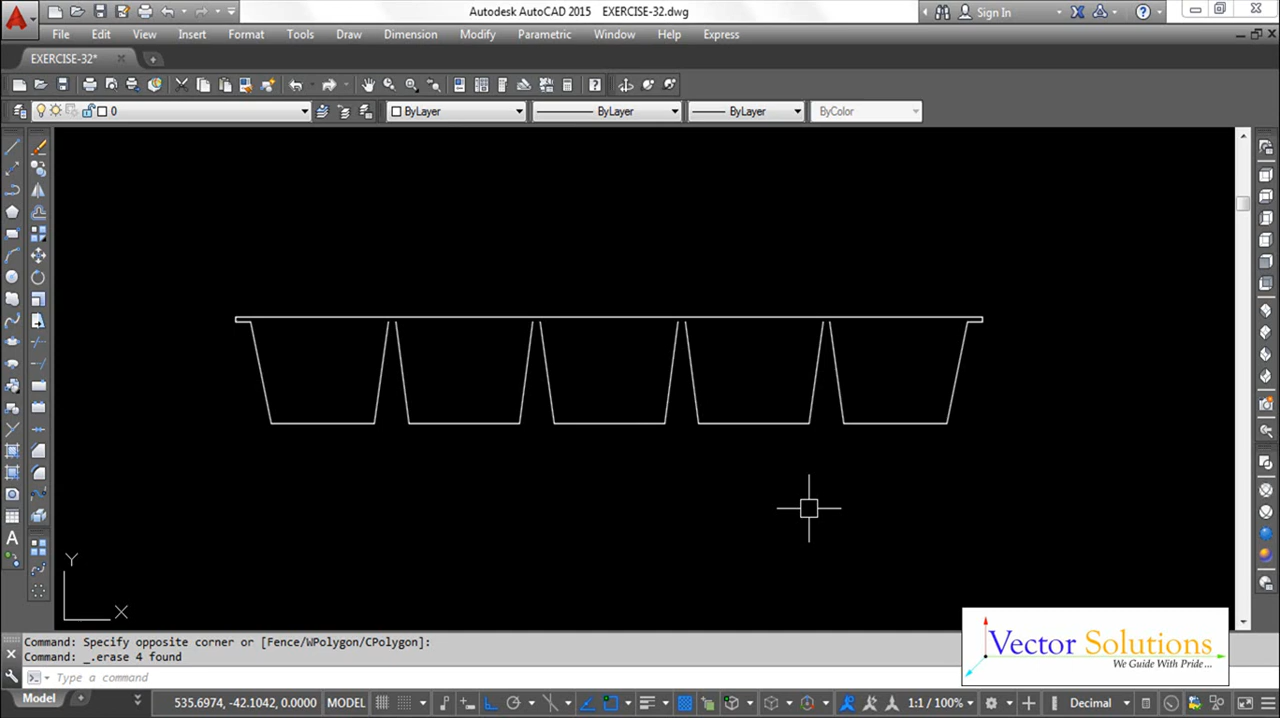 Autodesk AutoCAD 2015 EXERCISE-32.dwg
Sign In
File Edit View Insert Format Tools Draw Dimension Modify Parametric Window Help Express
EXERCISE-32*
0 ByLayer ByLayer ByLayer ByColor
Y
X
Command: Specify opposite corner or [Fence/WPolygon/CPolygon]:
Command: _.erase 4 found
Type a command
Vector Solutions
We Guide With Pride...
Model 535.6974, -42.1042, 0.0000 MODEL 1:1 / 100% Decimal